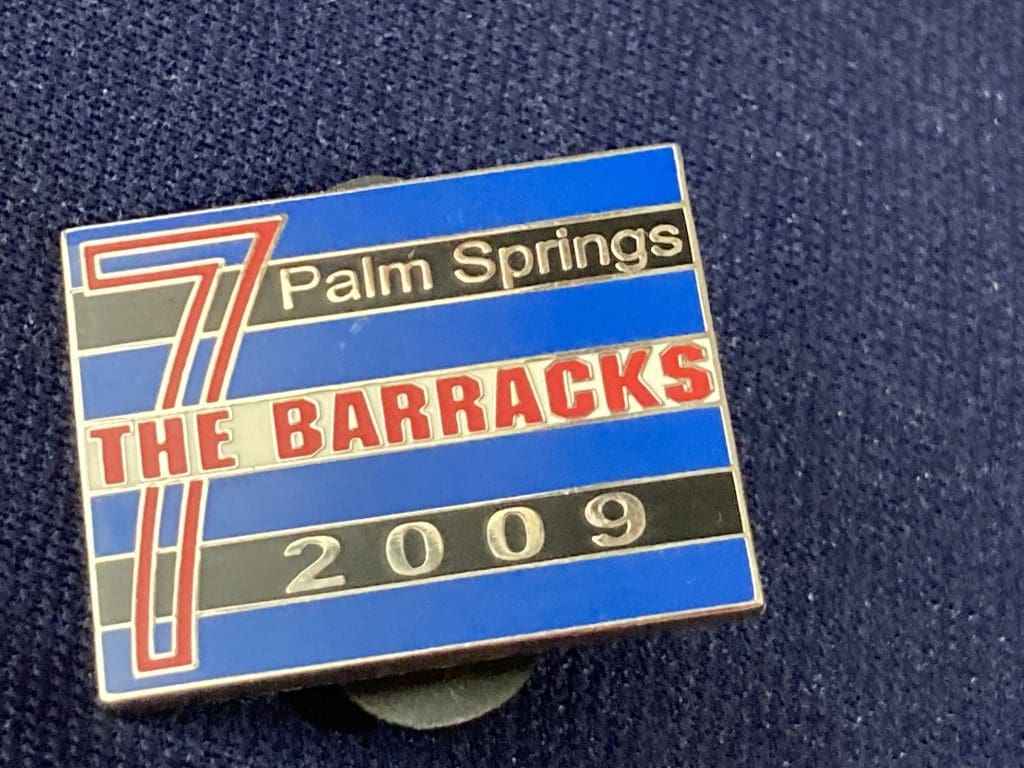 7
Palm Springs
THE BARRACKS
2009